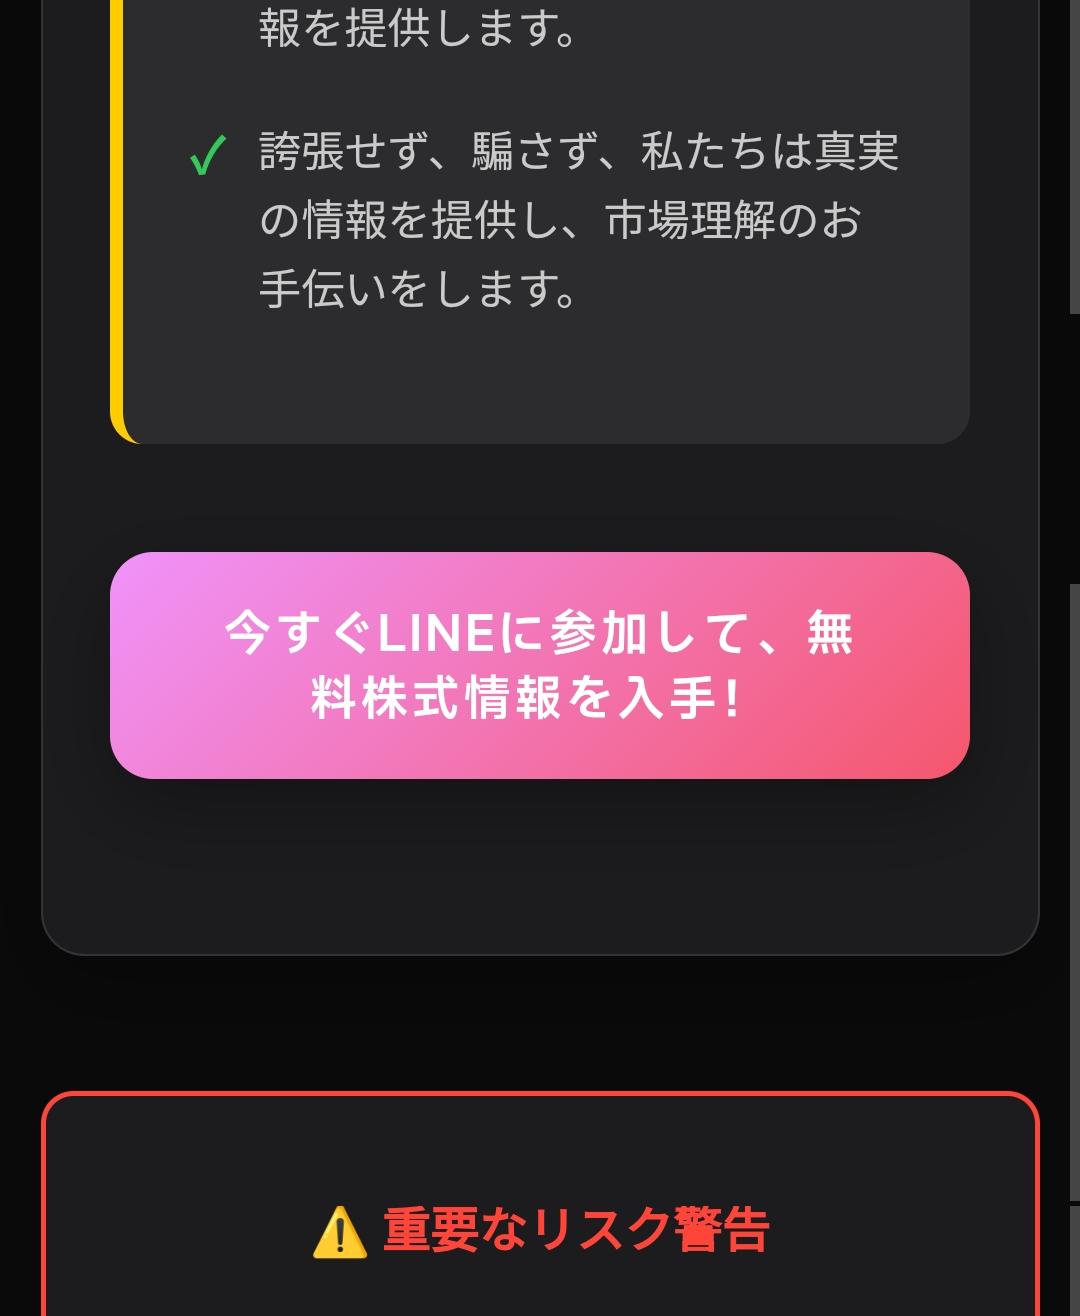 報を提供します。
✓ 誇張せず、騙さず、私たちは真実
の情報を提供し、市場理解のお
手伝いをします。
今すぐLINEに参加して、無
料株式情報を入手！
⚠️ 重要なリスク警告